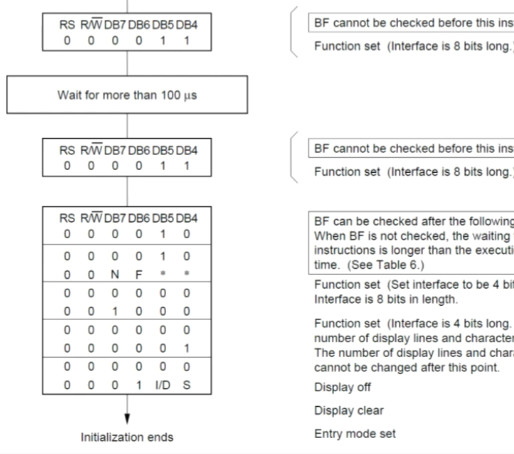 RS R/W DB7 DB6 DB5 DB4
0 0 0 0 1 1
BF cannot be checked before this
Function set (Interface is 8 bits long.
Wait for more than 100 µs
RS R/W DB7 DB6 DB5 DB4
0 0 0 0 1 1
BF cannot be checked before this
Function set (Interface is 8 bits long.
RS R/W DB7 DB6 DB5 DB4
0 0 0 0 1 0
0 0 0 0 1 0
0 0 N F * *
0 0 0 0 0 0
0 0 1 0 0 0
0 0 0 0 0 0
0 0 0 0 0 1
0 0 0 0 0 0
0 0 0 1 I/D S
BF can be checked after the following
When BF is not checked, the waiting
instructions is longer than the
time. (See Table 6.)
Function set (Set interface to be 4
Interface is 8 bits in length.
Function set (Interface is 4 bits long.
number of display lines and character
The number of display lines and
cannot be changed after this point.
Display off
Display clear
Entry mode set
Initialization ends